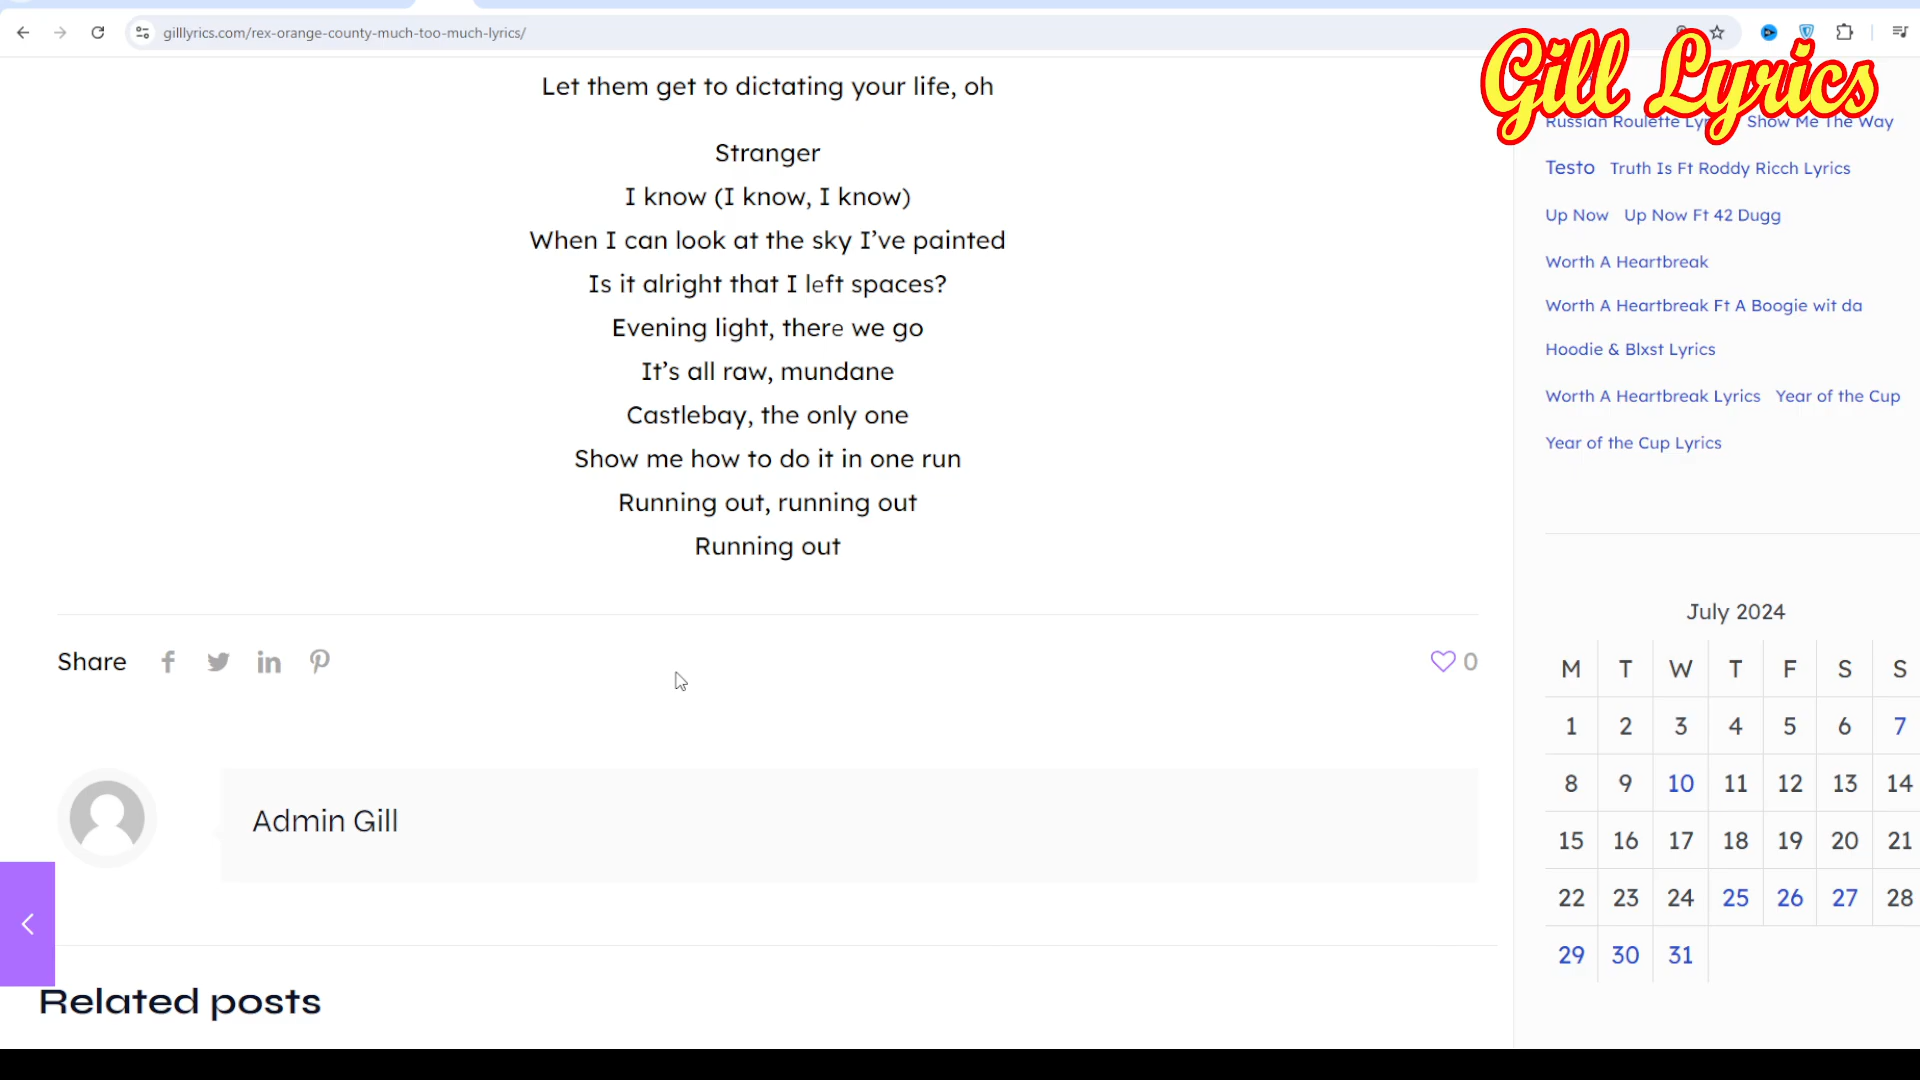 gilllyrics.com/rex-orange-county-much-too-much-lyrics/
Gill Lyrics
Let them get to dictating your life, oh
Stranger
I know (I know, I know)
When I can look at the sky I’ve painted
Is it alright that I left spaces?
Evening light, there we go
It’s all raw, mundane
Castlebay, the only one
Show me how to do it in one run
Running out, running out
Running out
Share
0
Admin Gill
Related posts
Russian Roulette Show Me The Way
Testo Truth Is Ft Roddy Ricch Lyrics
Up Now Up Now Ft 42 Dugg
Worth A Heartbreak
Worth A Heartbreak Ft A Boogie wit da
Hoodie & Blxst Lyrics
Worth A Heartbreak Lyrics Year of the Cup
Year of the Cup Lyrics
July 2024
M T W T F S S
1 2 3 4 5 6 7
8 9 10 11 12 13 14
15 16 17 18 19 20 21
22 23 24 25 26 27 28
29 30 31